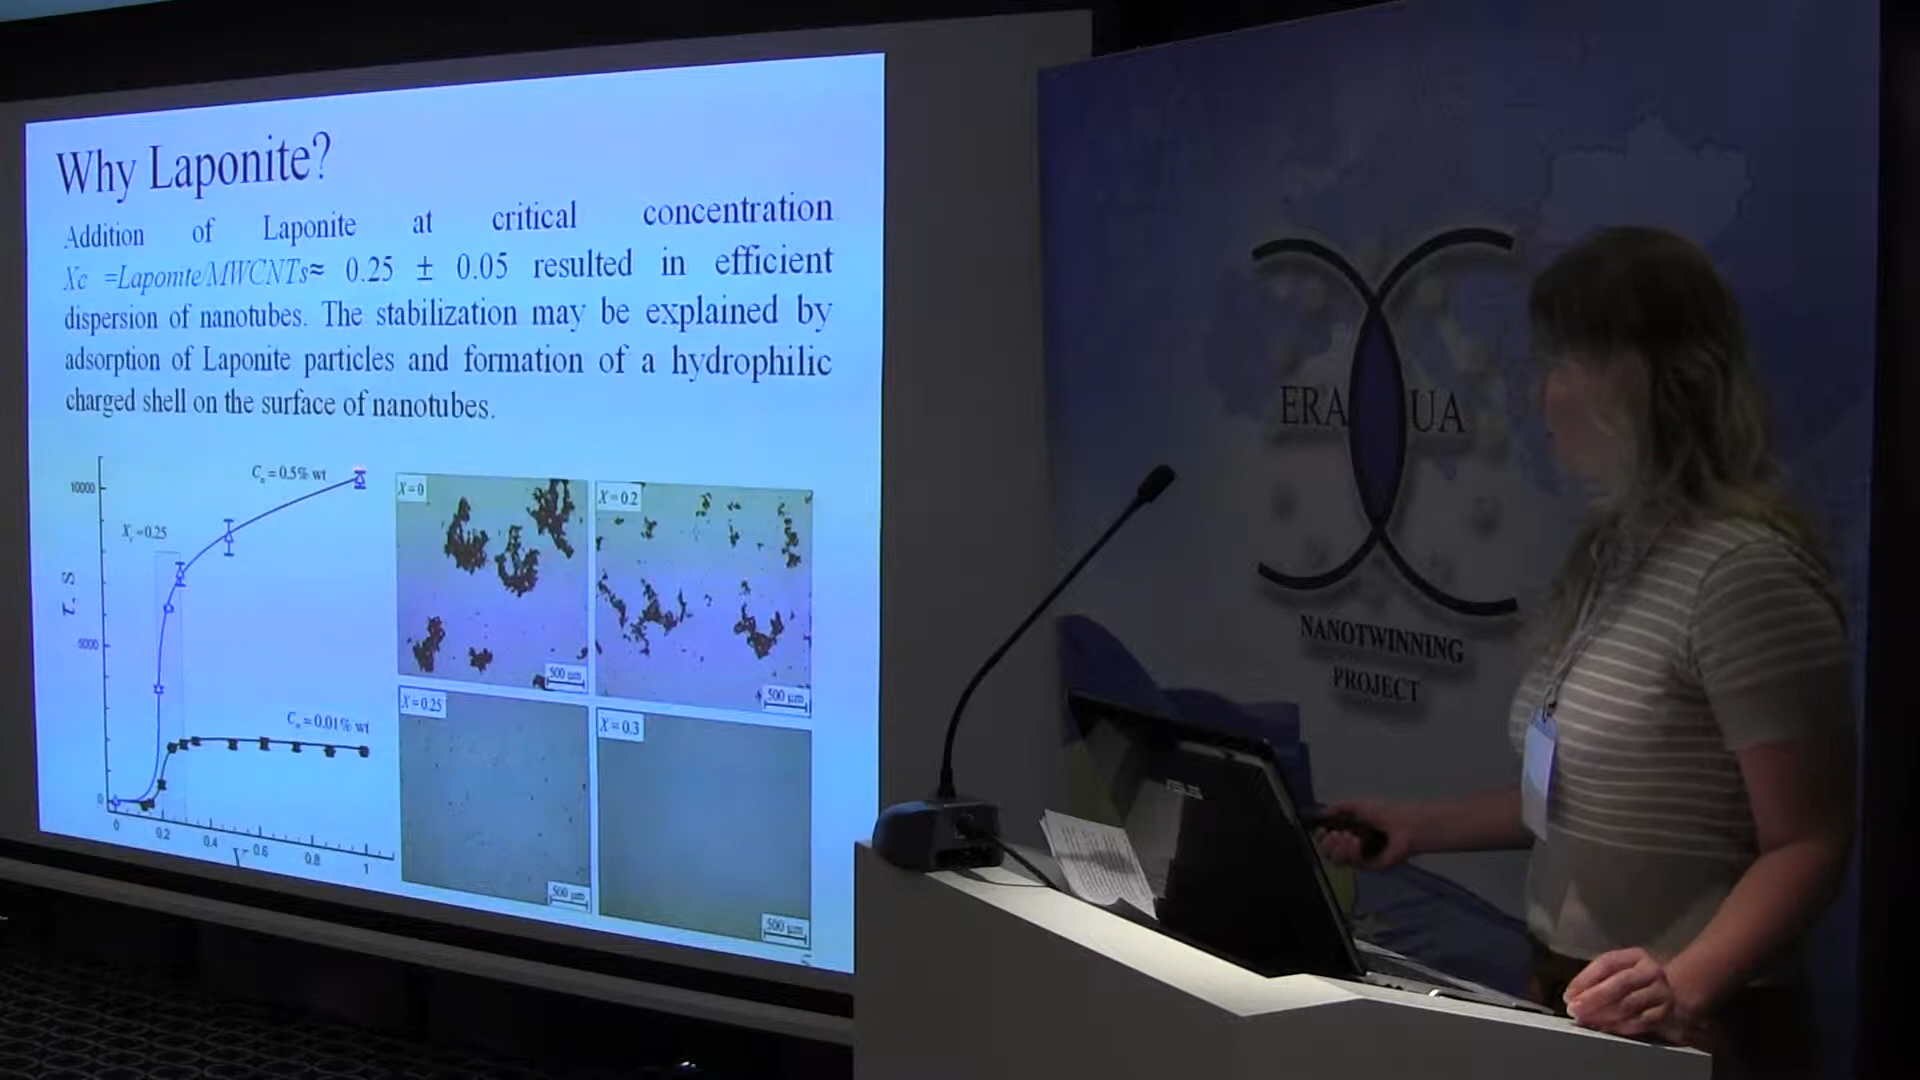 Why Laponite?
Addition of Laponite at critical concentration
Xc =Laponite/MWCNTs≈ 0.25 ± 0.05 resulted in efficient
dispersion of nanotubes. The stabilization may be explained by
adsorption of Laponite particles and formation of a hydrophilic
charged shell on the surface of nanotubes.
10000
5000
0
τ, S
Cn = 0.5% wt
Xc =0.25
Cn = 0.01% wt
0 0.2 0.4 0.6 0.8 1
X=0
500 µm
X=0.2
500 µm
X=0.25
500 µm
X=0.3
500 µm
ERA UA
NANOTWINNING
PROJECT
ASUS